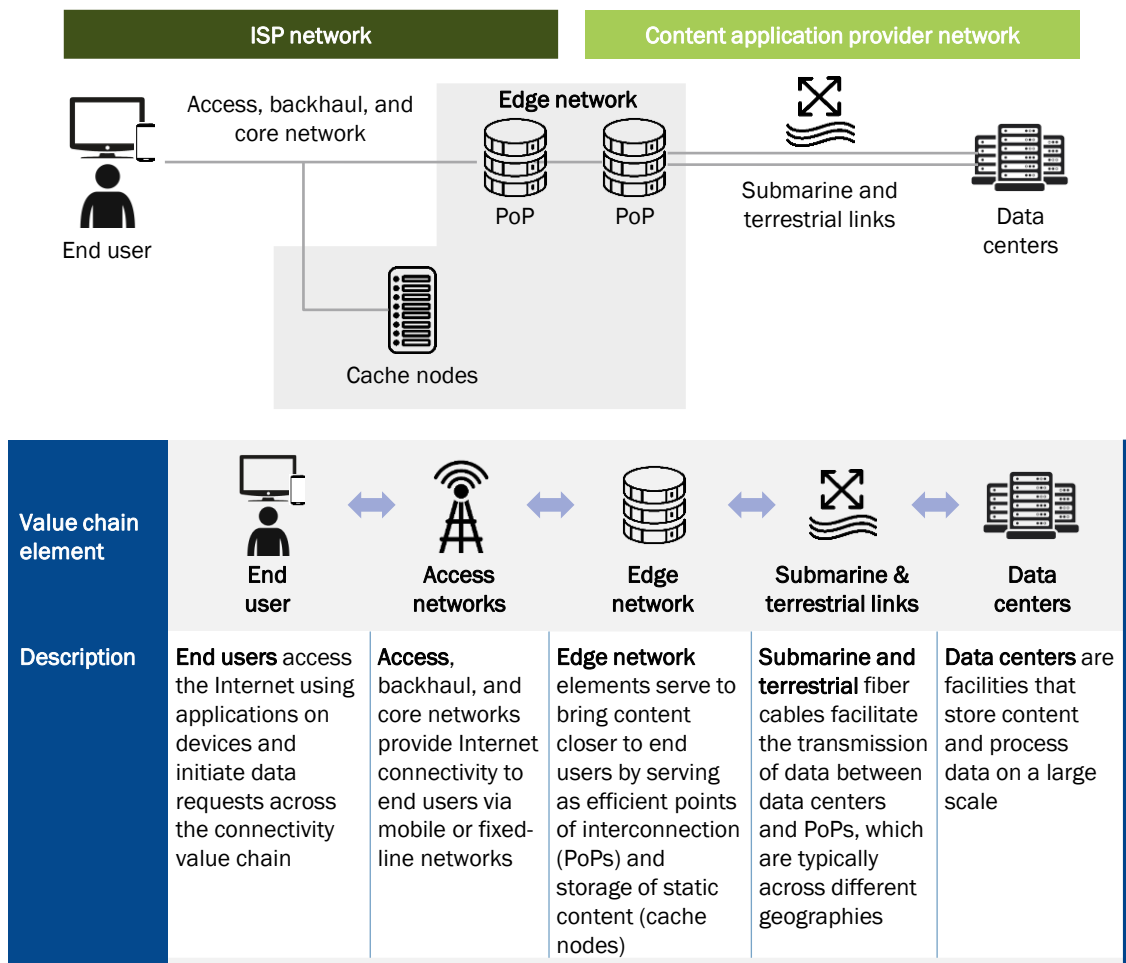 ISP network
Content application provider network
Access, backhaul, and
core network
Edge network
PoP
PoP
Submarine and
terrestrial links
Data
centers
End user
Cache nodes
Value chain
element
End
user
Access
networks
Edge
network
Submarine &
terrestrial links
Data
centers
Description
End users access
the Internet using
applications on
devices and
initiate data
requests across
the connectivity
value chain
Access,
backhaul, and
core networks
provide Internet
connectivity to
end users via
mobile or fixed-
line networks
Edge network
elements serve to
bring content
closer to end
users by serving
as efficient points
of interconnection
(PoPs) and
storage of static
content (cache
nodes)
Submarine and
terrestrial fiber
cables facilitate
the transmission
of data between
data centers
and PoPs, which
are typically
across different
geographies
Data centers are
facilities that
store content
and process
data on a large
scale